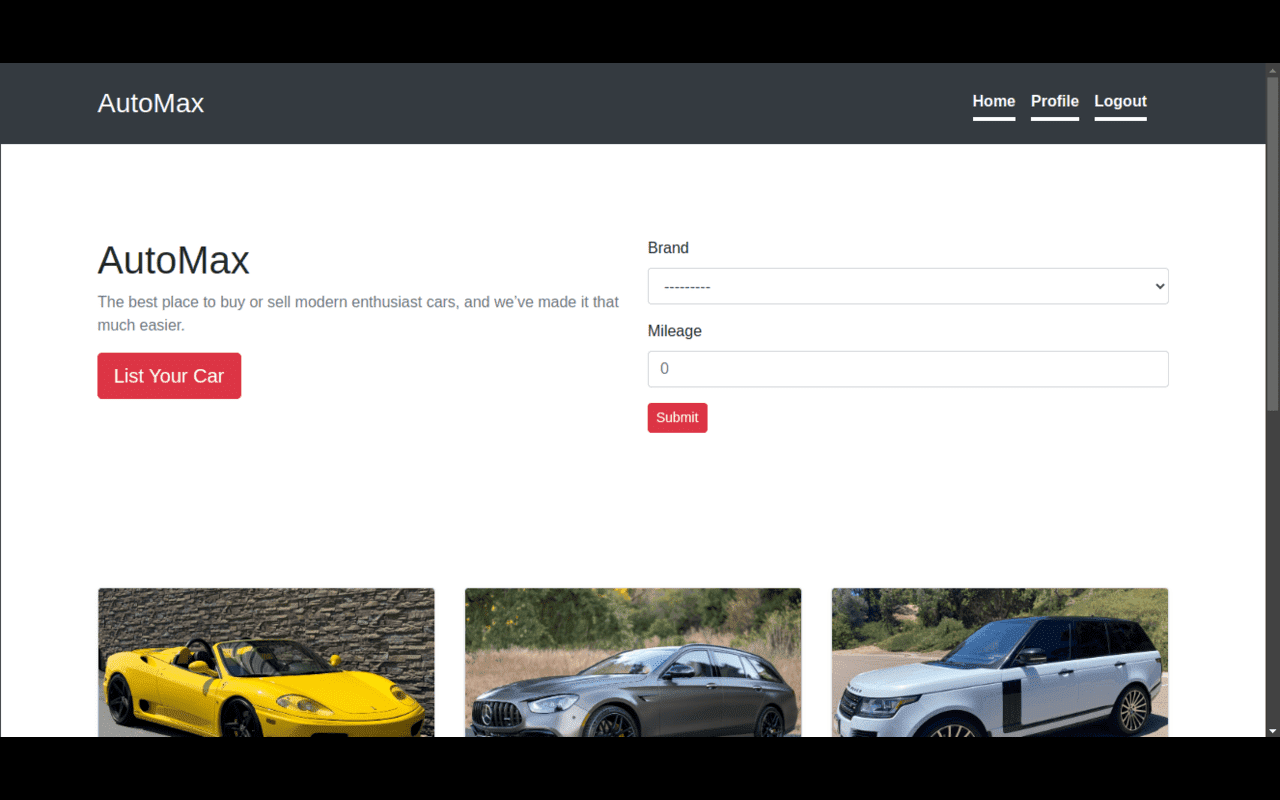 AutoMax
Home Profile Logout
AutoMax
The best place to buy or sell modern enthusiast cars, and we’ve made it that
much easier.
List Your Car
Brand
---------
Mileage
0
Submit